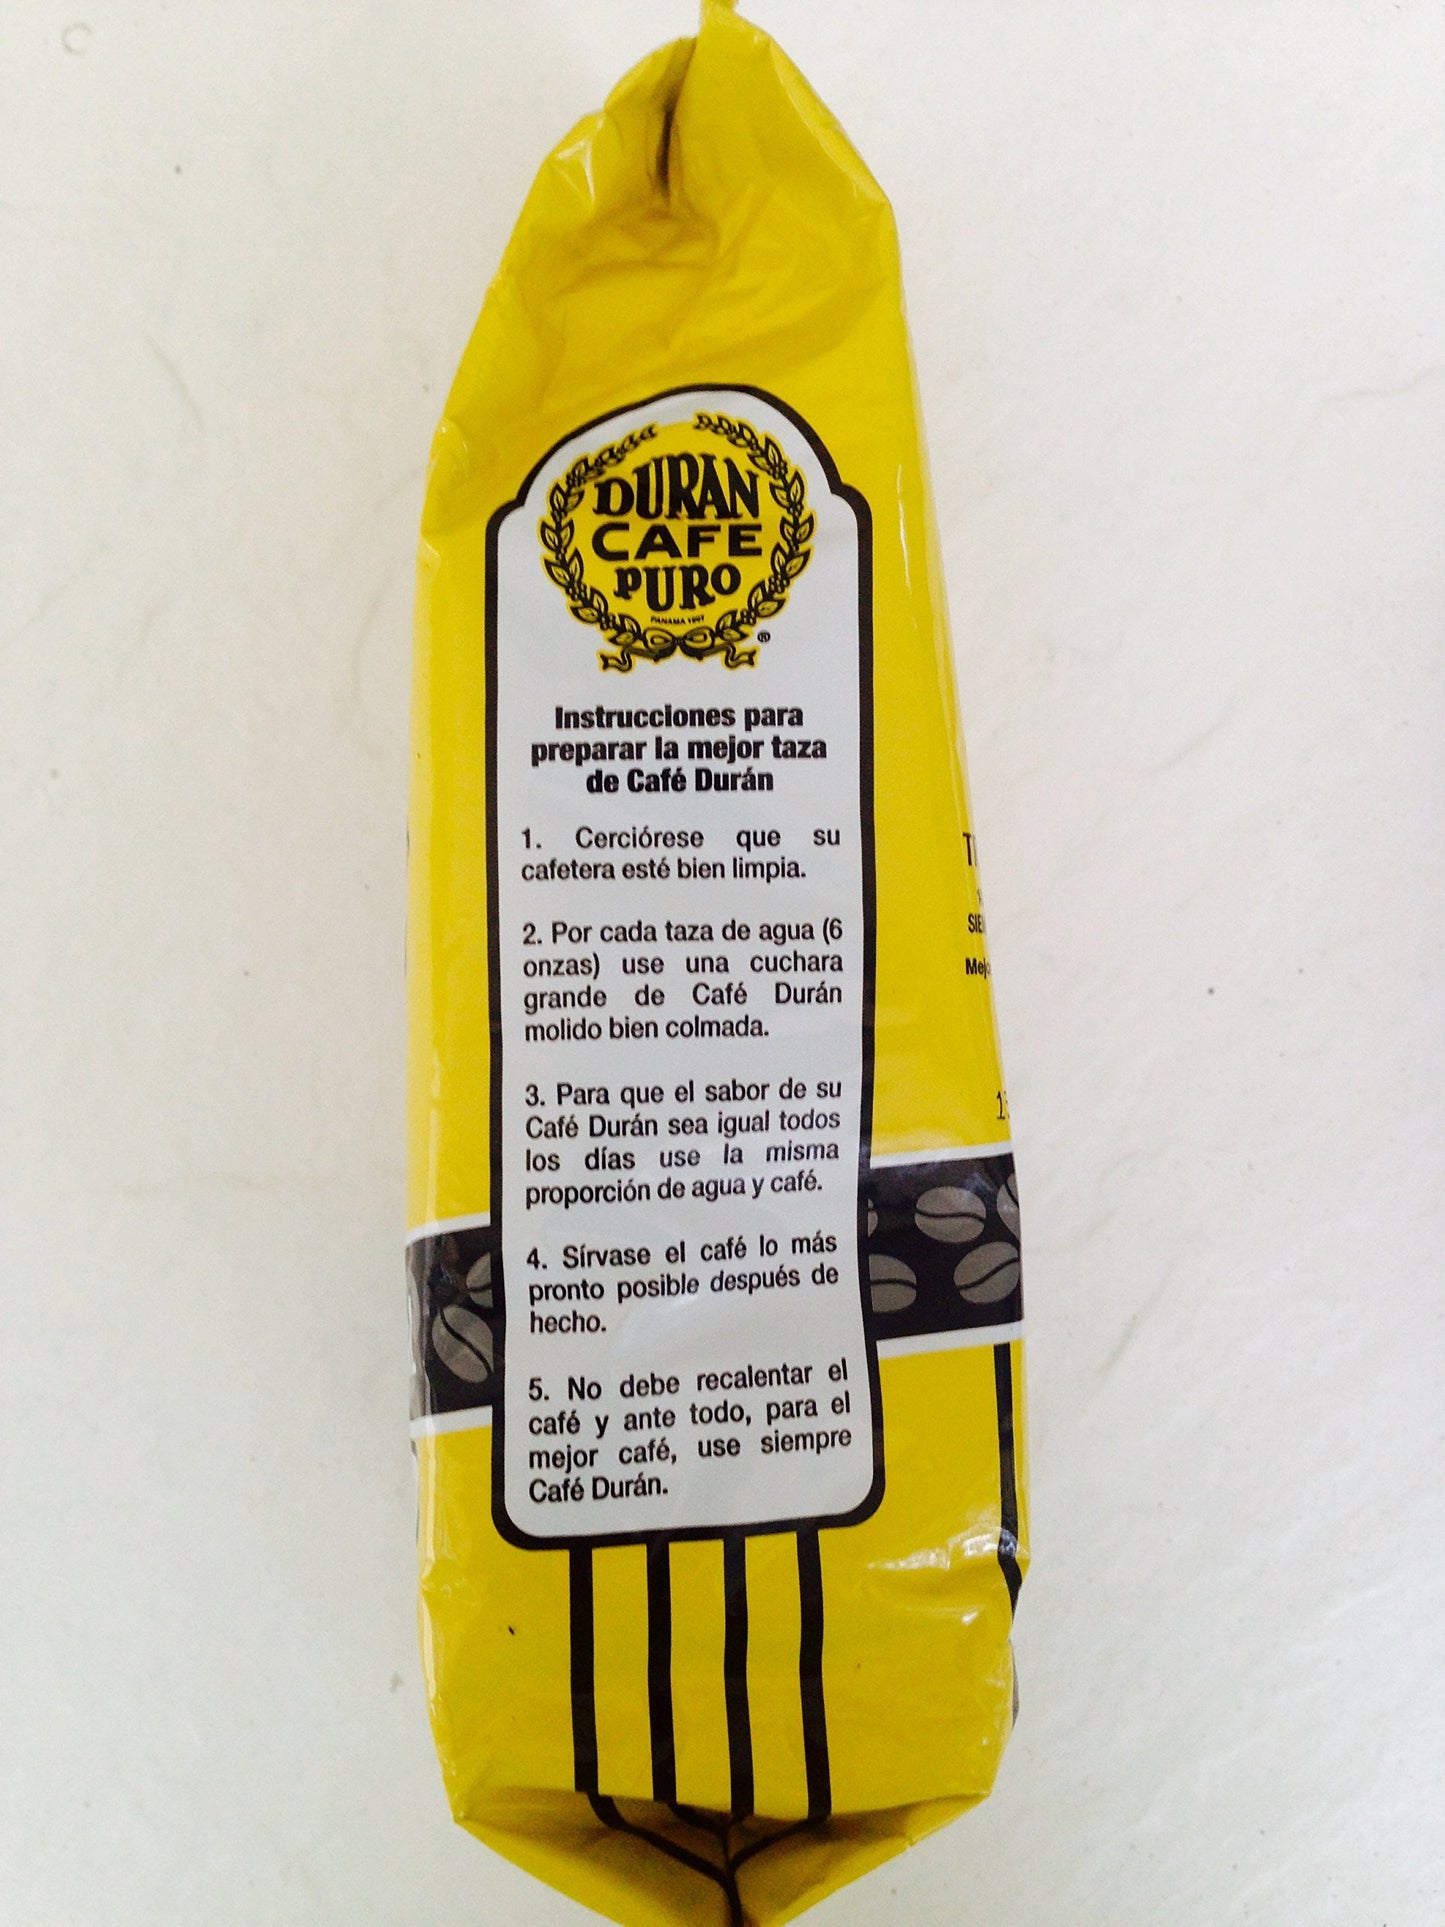 DURAN
CAFE
PURO
PANAMA 1907
®
Instrucciones para
preparar la mejor taza
de Café Durán
1. Cerciórese que su
cafetera esté bien limpia.
2. Por cada taza de agua (6
onzas) use una cuchara
grande de Café Durán
molido bien colmada.
3. Para que el sabor de su
Café Durán sea igual todos
los días use la misma
proporción de agua y café.
4. Sírvase el café lo más
pronto posible después de
hecho.
5. No debe recalentar el
café y ante todo, para el
mejor café, use siempre
Café Durán.